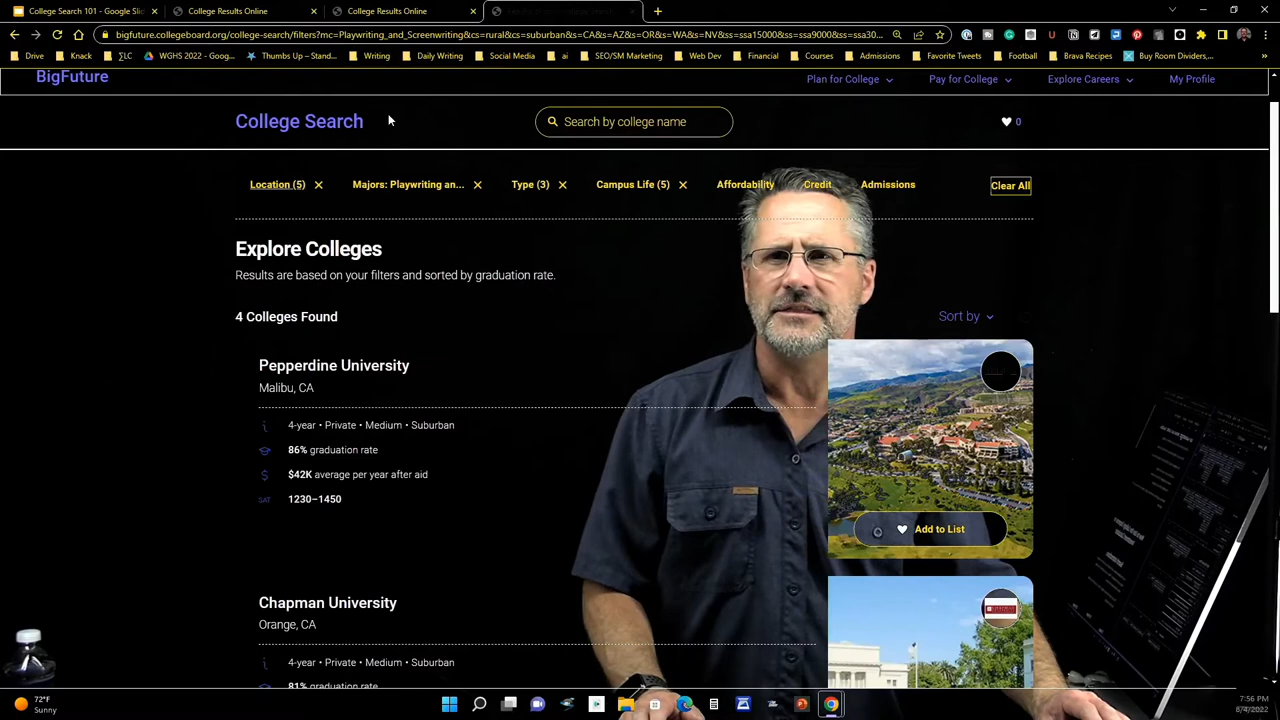 College Search 101 - Google Slid
College Results Online
College Results Online
bigfuture.collegeboard.org/college-search/filters?mc=Playwriting_and_Screenwriting&cs=rural&cs=suburban&s=CA&s=AZ&s=OR&s=WA&s=NV&s=ssa15000&s=ssa9000&s=ssa30...
Drive
Knack
∑LC
WGHS 2022 - Goog...
Thumbs Up – Stand...
Writing
Daily Writing
Social Media
ai
SEO/SM Marketing
Web Dev
Financial
Courses
Admissions
Favorite Tweets
Football
Brava Recipes
Buy Room Dividers,...
BigFuture
Plan for College
Pay for College
Explore Careers
My Profile
College Search
Search by college name
0
Location (5)
Majors: Playwriting an...
Type (3)
Campus Life (5)
Affordability
Credit
Admissions
Clear All
Explore Colleges
Results are based on your filters and sorted by graduation rate.
4 Colleges Found
Sort by
Pepperdine University
Malibu, CA
4-year • Private • Medium • Suburban
86% graduation rate
$ $42K average per year after aid
SAT 1230–1450
Add to List
Chapman University
Orange, CA
4-year • Private • Medium • Suburban
81% graduation rate
72°F
Sunny
7:56 PM
8/4/2022